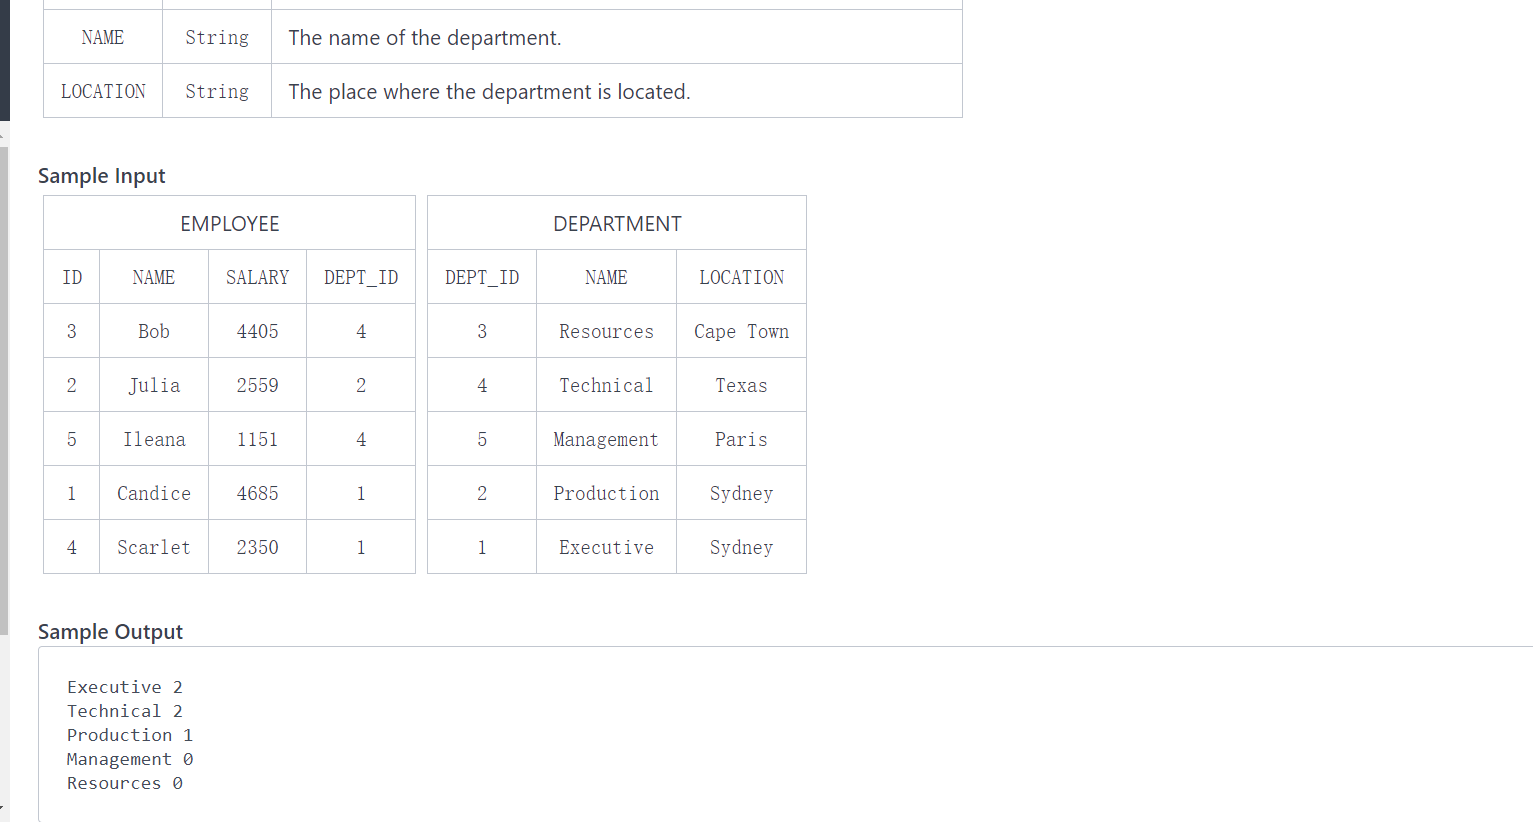 NAME String The name of the department.
LOCATION String The place where the department is located.
Sample Input
EMPLOYEE DEPARTMENT
ID NAME SALARY DEPT_ID DEPT_ID NAME LOCATION
3 Bob 4405 4 3 Resources Cape Town
2 Julia 2559 2 4 Technical Texas
5 Ileana 1151 4 5 Management Paris
1 Candice 4685 1 2 Production Sydney
4 Scarlet 2350 1 1 Executive Sydney
Sample Output
Executive 2
Technical 2
Production 1
Management 0
Resources 0